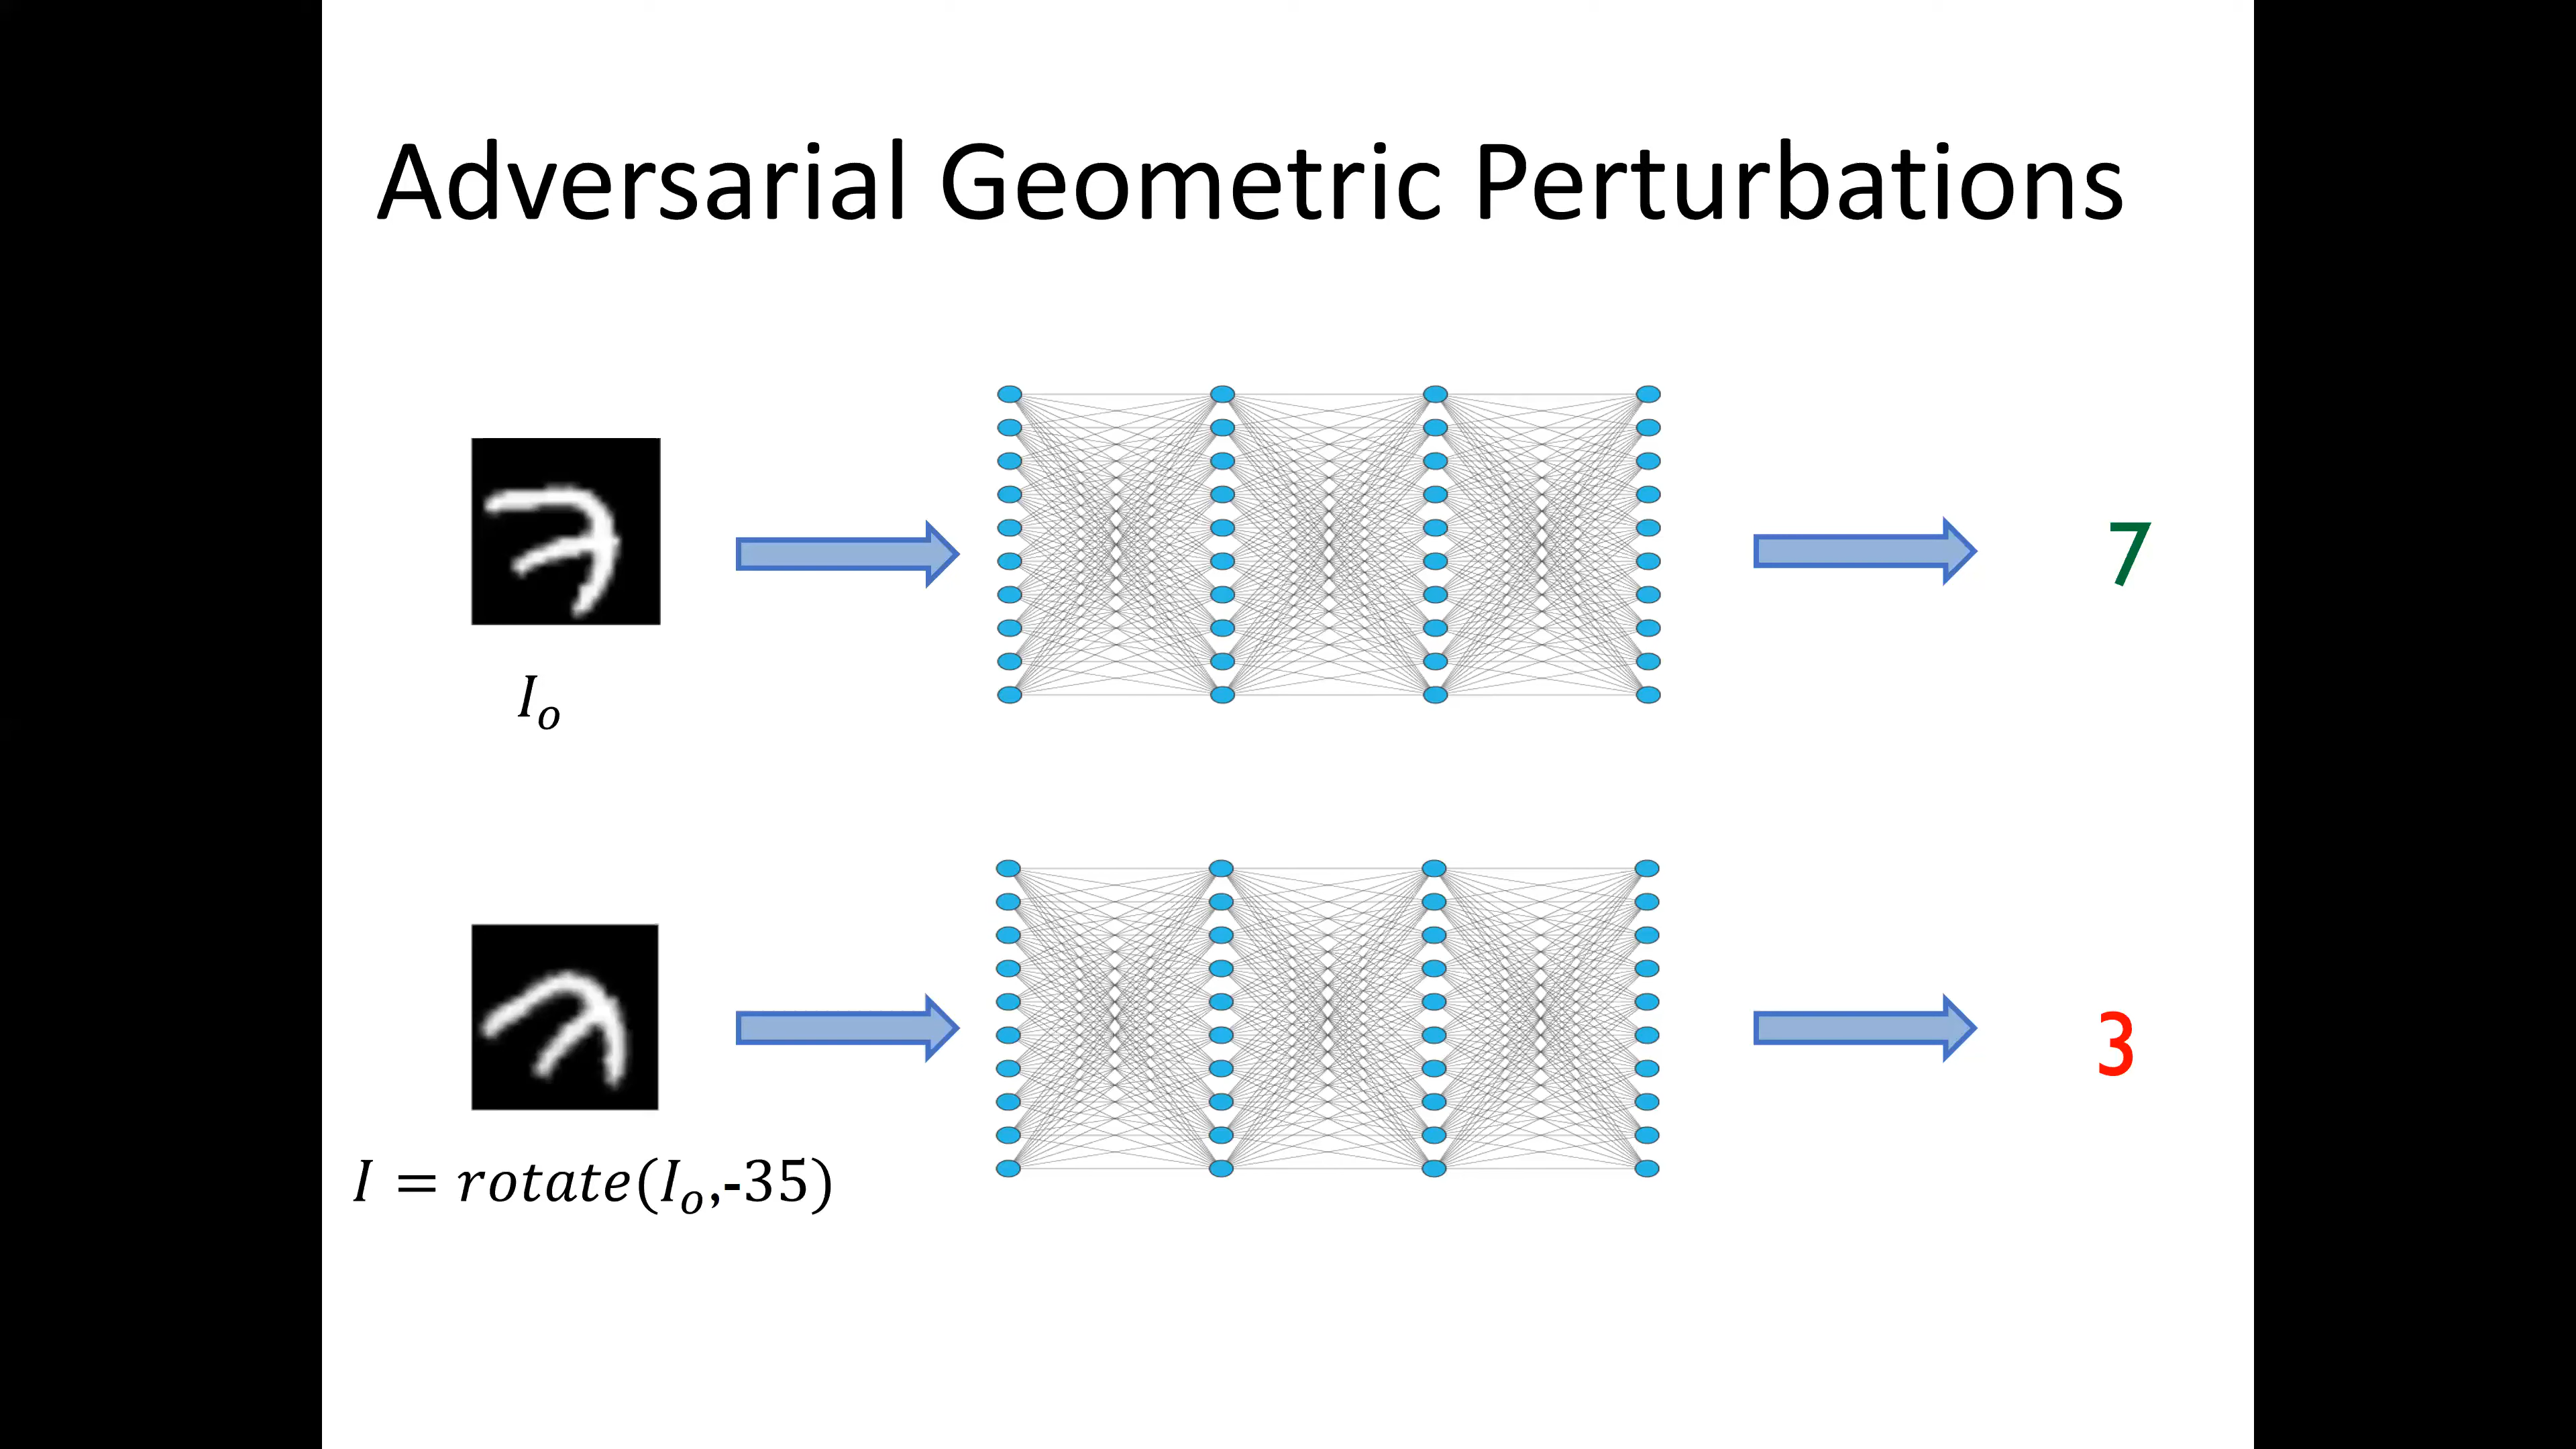 Adversarial Geometric Perturbations
7
I_o
3
I = rotate(I_o,-35)